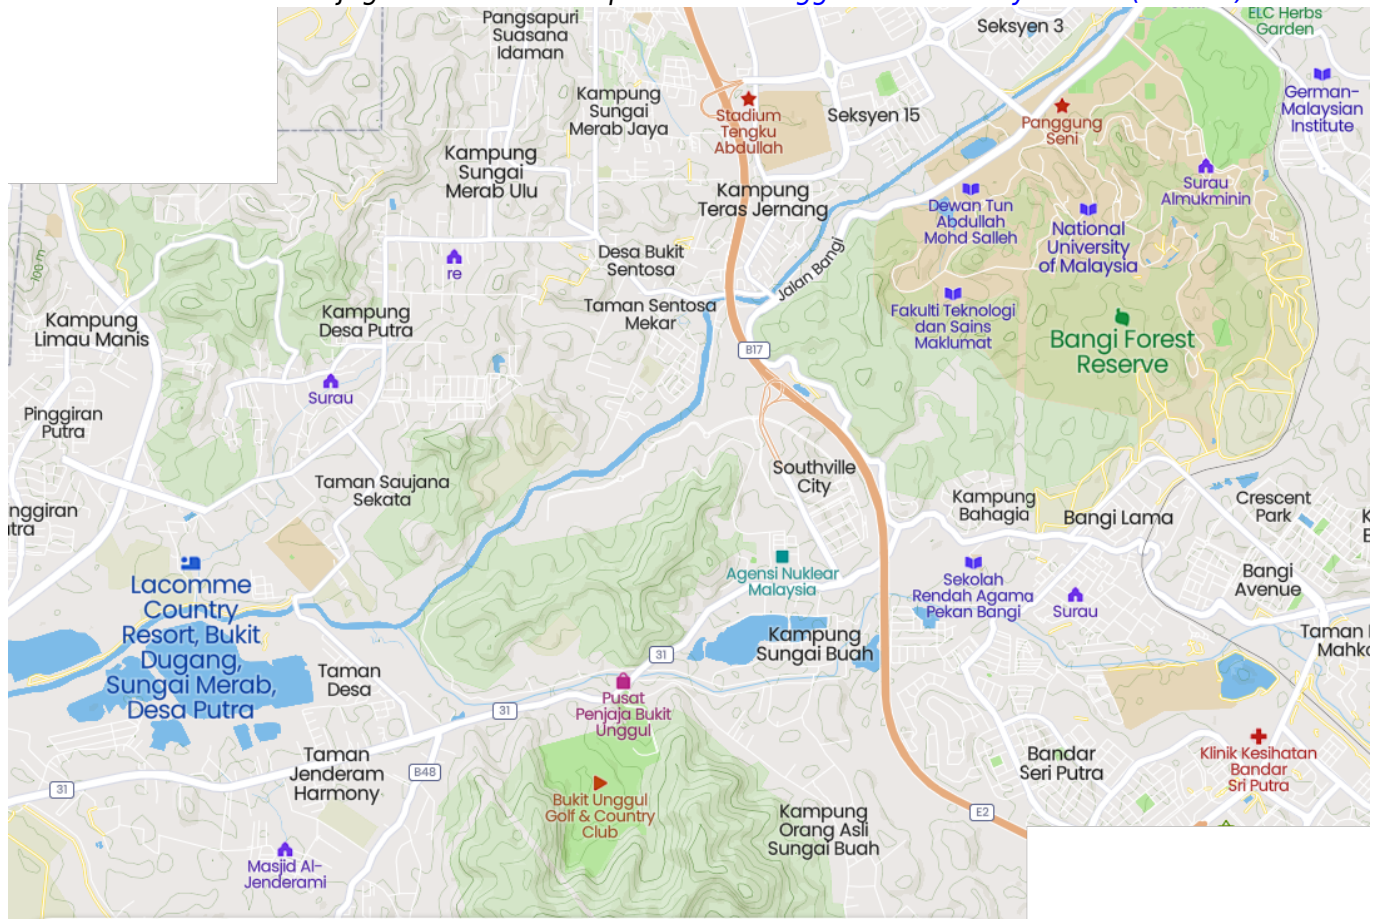 Pangsapuri
Suasana
Idaman
Seksyen 3
ELC Herbs
Garden
German-
Malaysian
Institute
Kampung
Sungai
Merab Jaya
Stadium
Tengku
Abdullah
Seksyen 15
Panggung
Seni
Kampung
Sungai
Merab Ulu
Surau
Almukminin
Kampung
Teras Jernang
Dewan Tun
Abdullah
Mohd Salleh
National
University
of Malaysia
100 m
re
Desa Bukit
Sentosa
Jalan Bangi
Taman Sentosa
Mekar
Kampung
Desa Putra
Kampung
Limau Manis
Fakulti Teknologi
dan Sains
Maklumat
Bangi Forest
Reserve
B17
Surau
Pinggiran
Putra
Southville
City
Taman Saujana
Sekata
Kampung
Bahagia
Bangi Lama
Crescent
Park
nggiran
utra
Agensi Nuklear
Malaysia
Sekolah
Rendah Agama
Pekan Bangi
Surau
Bangi
Avenue
Lacomme
Country
Resort, Bukit
Dugang,
Sungai Merab,
Desa Putra
Kampung
Sungai Buah
31
Taman
Desa
Pusat
Penjaja Bukit
Unggul
31
Taman
Jenderam
Harmony
B48
31
Bandar
Seri Putra
Klinik Kesihatan
Bandar
Sri Putra
Bukit Unggul
Golf & Country
Club
Kampung
Orang Asli
Sungai Buah
E2
Masjid Al-
Jenderami